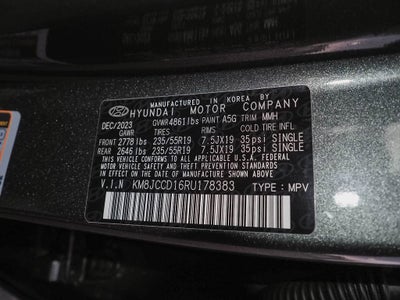 MANUFACTURED IN KOREA BY
HYUNDAI MOTOR COMPANY
DEC/2023 GVWR 4861 lbs PAINT A5G TRIM MMH
GAWR TIRES RIMS COLD TIRE INFL
FRONT 2778 lbs 235/55R19 7.5JX19 35psi SINGLE
REAR 2646 lbs 235/55R19 7.5JX19 35psi SINGLE
THIS VEHICLE CONFORMS TO ALL APPLICABLE U.S.FEDERAL MOTOR
VEHICLE SAFETY, BUMPER, AND THEFT PREVENTION STANDARDS
IN EFFECT ON THE DATE OF MANUFACTURE SHOWN ABOVE.
V.I.N KM8JCCD16RU178383 TYPE : MPV